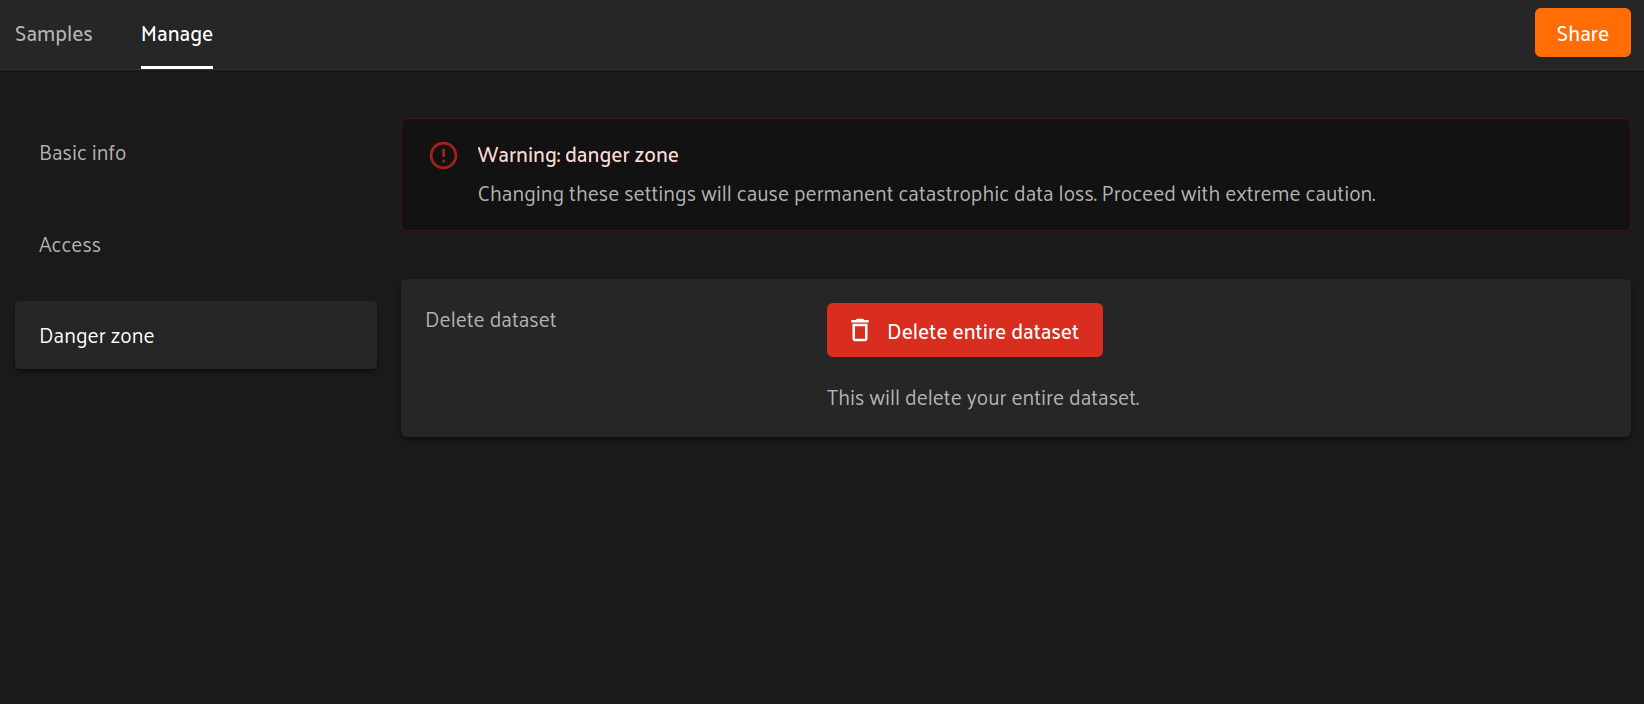 Samples
Manage
Share
Basic info
Access
Danger zone
Warning: danger zone
Changing these settings will cause permanent catastrophic data loss. Proceed with extreme caution.
Delete dataset
Delete entire dataset
This will delete your entire dataset.